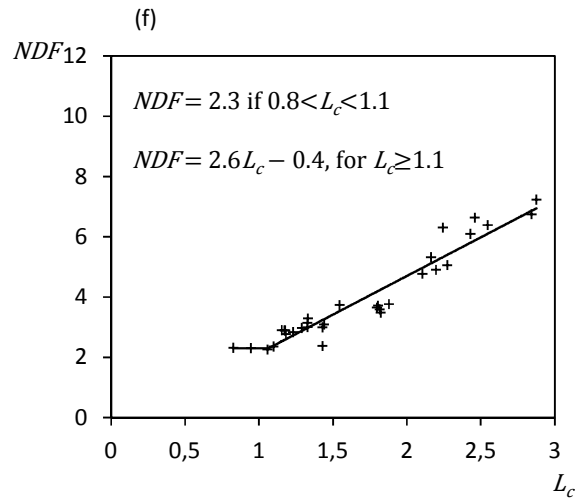 (f)
NDF
12
NDF = 2.3 if 0.8<L_c<1.1
10
NDF = 2.6L_c − 0.4, for L_c≥1.1
8
6
4
2
0
0 0,5 1 1,5 2 2,5 3
L_c